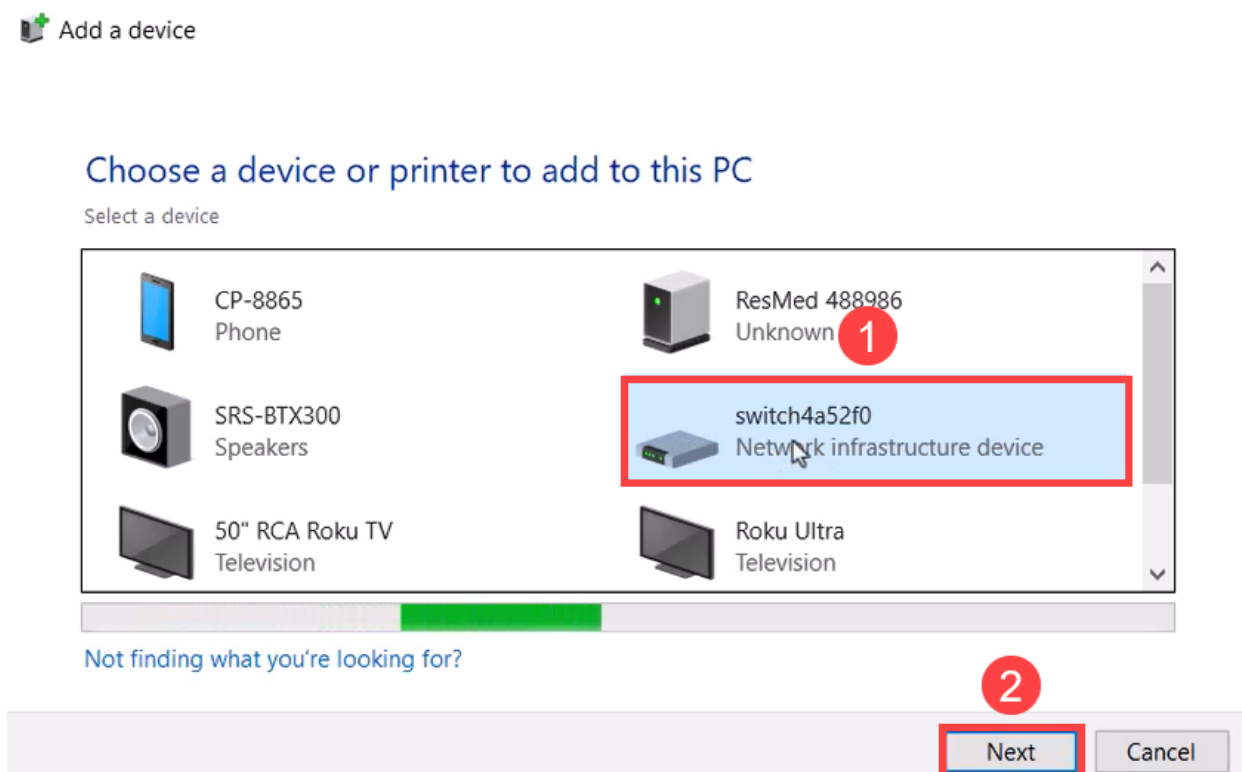 Add a device
Choose a device or printer to add to this PC
Select a device
CP-8865
Phone
ResMed 488986
Unknown
1
SRS-BTX300
Speakers
switch4a52f0
Network infrastructure device
50" RCA Roku TV
Television
Roku Ultra
Television
Not finding what you're looking for?
2
Next
Cancel